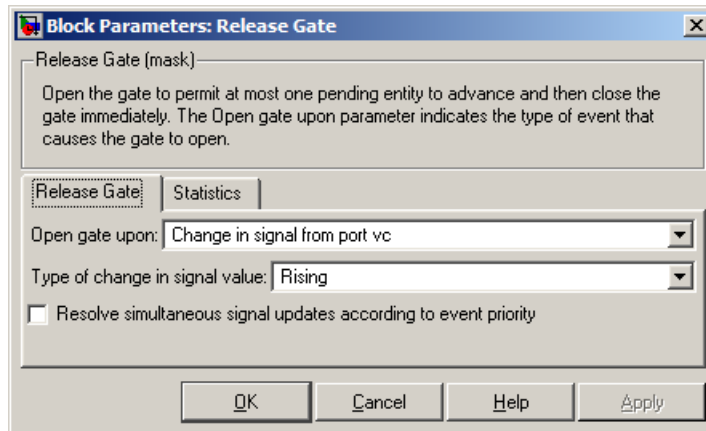 Block Parameters: Release Gate
Release Gate (mask)
Open the gate to permit at most one pending entity to advance and then close the
gate immediately. The Open gate upon parameter indicates the type of event that
causes the gate to open.
Release Gate Statistics
Open gate upon: Change in signal from port vc
Type of change in signal value: Rising
Resolve simultaneous signal updates according to event priority
OK Cancel Help Apply